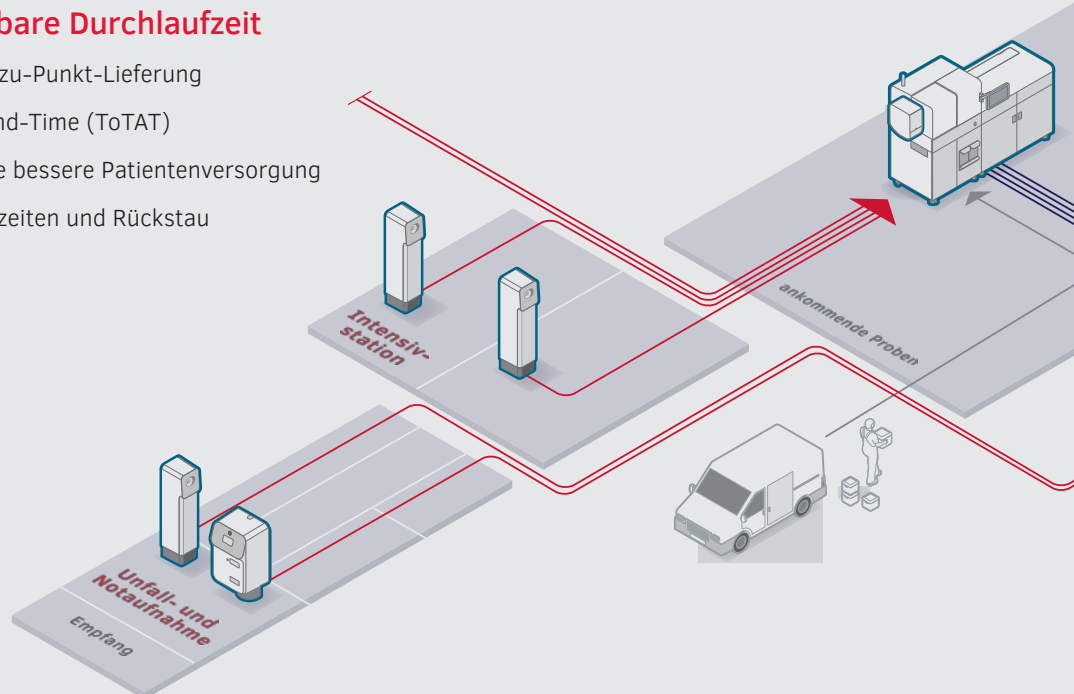 bare Durchlaufzeit
zu-Punkt-Lieferung
nd-Time (ToTAT)
e bessere Patientenversorgung
zeiten und Rückstau
ankommende Proben
Intensiv-
station
Unfall- und
Notaufnahme
Empfang